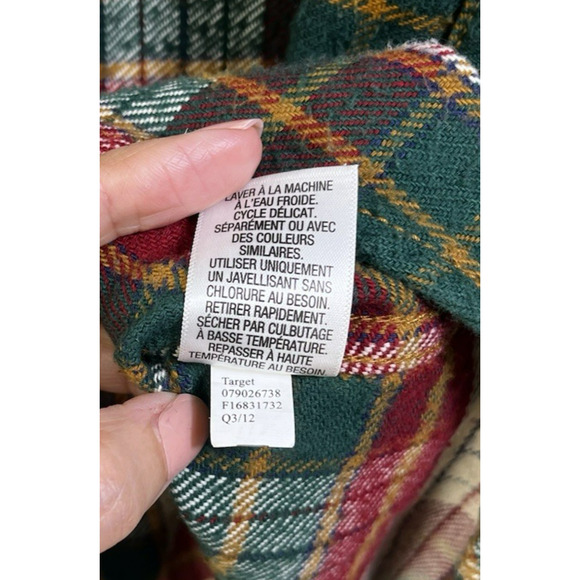 LAVER À LA MACHINE
À L'EAU FROIDE.
CYCLE DÉLICAT.
SÉPARÉMENT OU AVEC
DES COULEURS
SIMILAIRES.
UTILISER UNIQUEMENT
UN JAVELLISANT SANS
CHLORURE AU BESOIN.
RETIRER RAPIDEMENT.
SÉCHER PAR CULBUTAGE
À BASSE TEMPÉRATURE.
REPASSER À HAUTE
TEMPÉRATURE AU BESOIN.
Target
079026738
F16831732
Q3/12